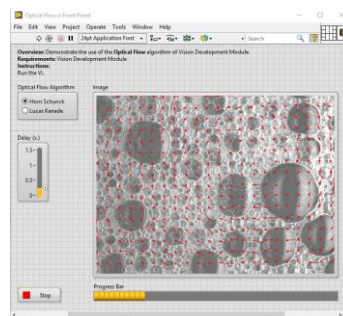 Optical Flow.vi Front Panel
File Edit View Project Operate Tools Window Help
24pt Application Font
Search
Overview: Demonstrates the use of the Optical Flow algorithm of Vision Development Module.
Requirements: Vision Development Module
Instructions:
Run the VI.
Optical Flow Algorithm
Image
Horn Schunck
Lucas Kanade
Delay (s.)
1.5-
1-
0.5-
0-
Stop
Progress Bar